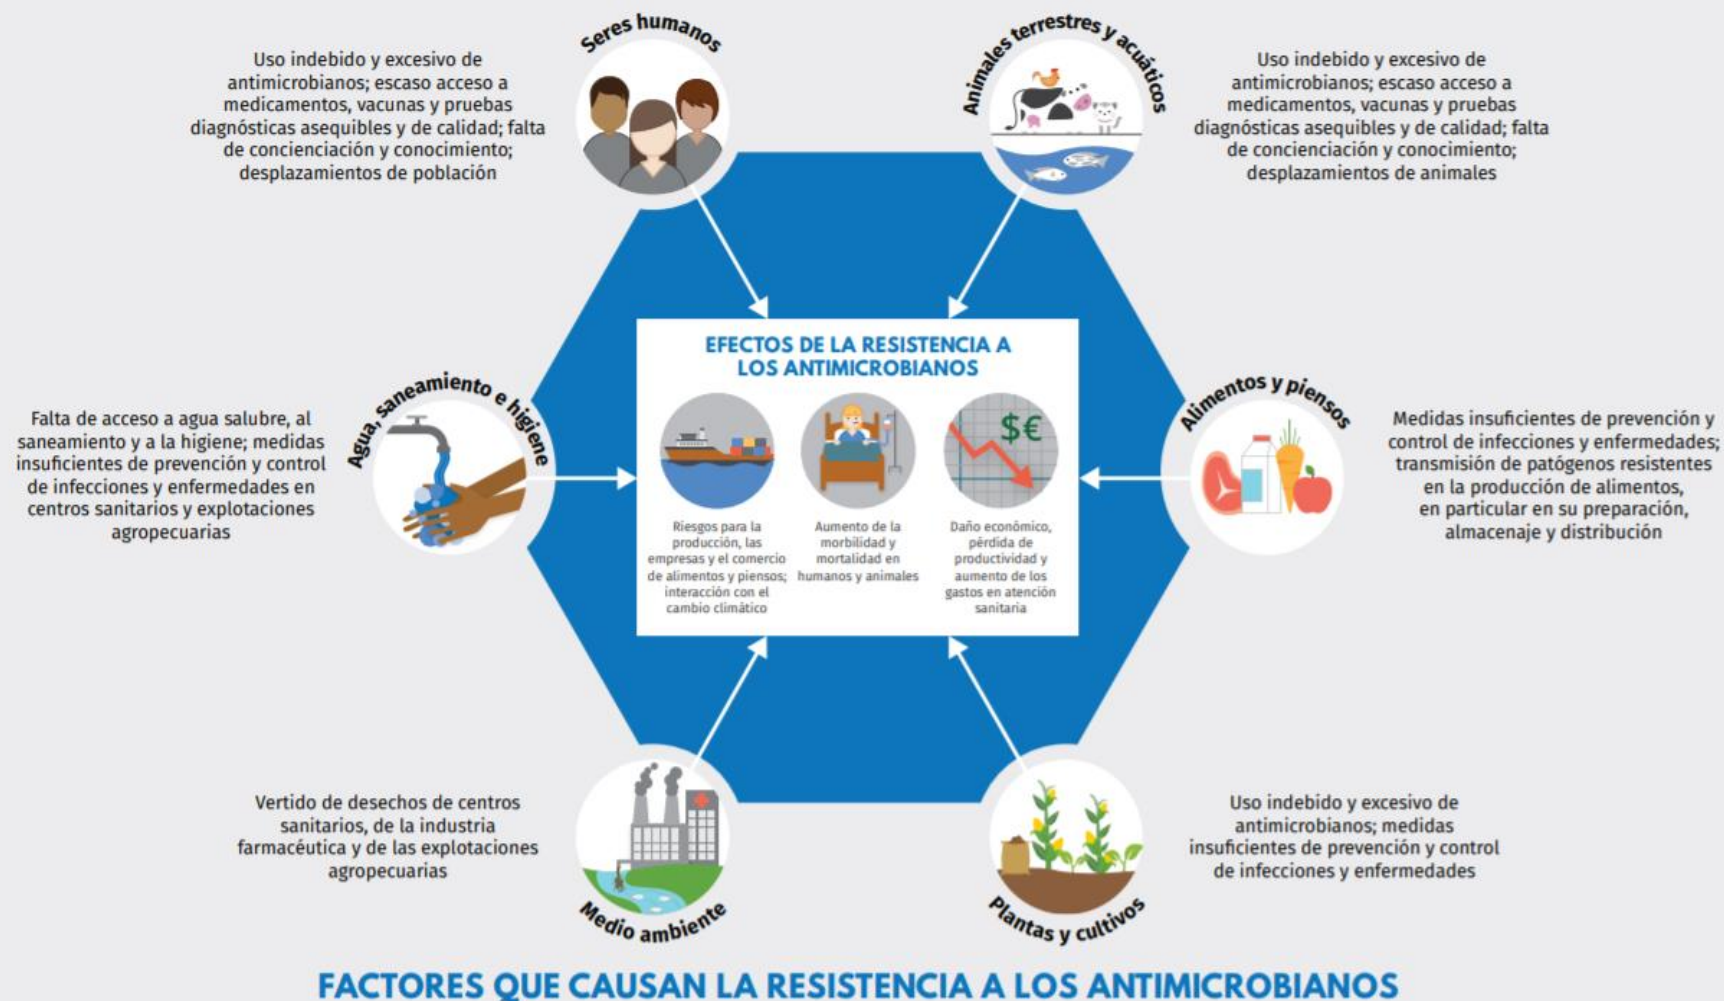 Seres humanos
Uso indebido y excesivo de
antimicrobianos; escaso acceso a
medicamentos, vacunas y pruebas
diagnósticas asequibles y de calidad; falta
de concienciación y conocimiento;
desplazamientos de población
Animales terrestres y acuáticos
Uso indebido y excesivo de
antimicrobianos; escaso acceso a
medicamentos, vacunas y pruebas
diagnósticas asequibles y de calidad; falta
de concienciación y conocimiento;
desplazamientos de animales
Agua, saneamiento e higiene
Falta de acceso a agua salubre, al
saneamiento y a la higiene; medidas
insuficientes de prevención y control
de infecciones y enfermedades en
centros sanitarios y explotaciones
agropecuarias
EFECTOS DE LA RESISTENCIA A
LOS ANTIMICROBIANOS
$€
Riesgos para la
producción, las
empresas y el comercio
de alimentos y piensos;
interacción con el
cambio climático
Aumento de la
morbilidad y
mortalidad en
humanos y animales
Daño económico,
pérdida de
productividad y
aumento de los
gastos en atención
sanitaria
Alimentos y piensos
Medidas insuficientes de prevención y
control de infecciones y enfermedades;
transmisión de patógenos resistentes
en la producción de alimentos,
en particular en su preparación,
almacenaje y distribución
Vertido de desechos de centros
sanitarios, de la industria
farmacéutica y de las explotaciones
agropecuarias
Medio ambiente
Plantas y cultivos
Uso indebido y excesivo de
antimicrobianos; medidas
insuficientes de prevención y control
de infecciones y enfermedades
FACTORES QUE CAUSAN LA RESISTENCIA A LOS ANTIMICROBIANOS